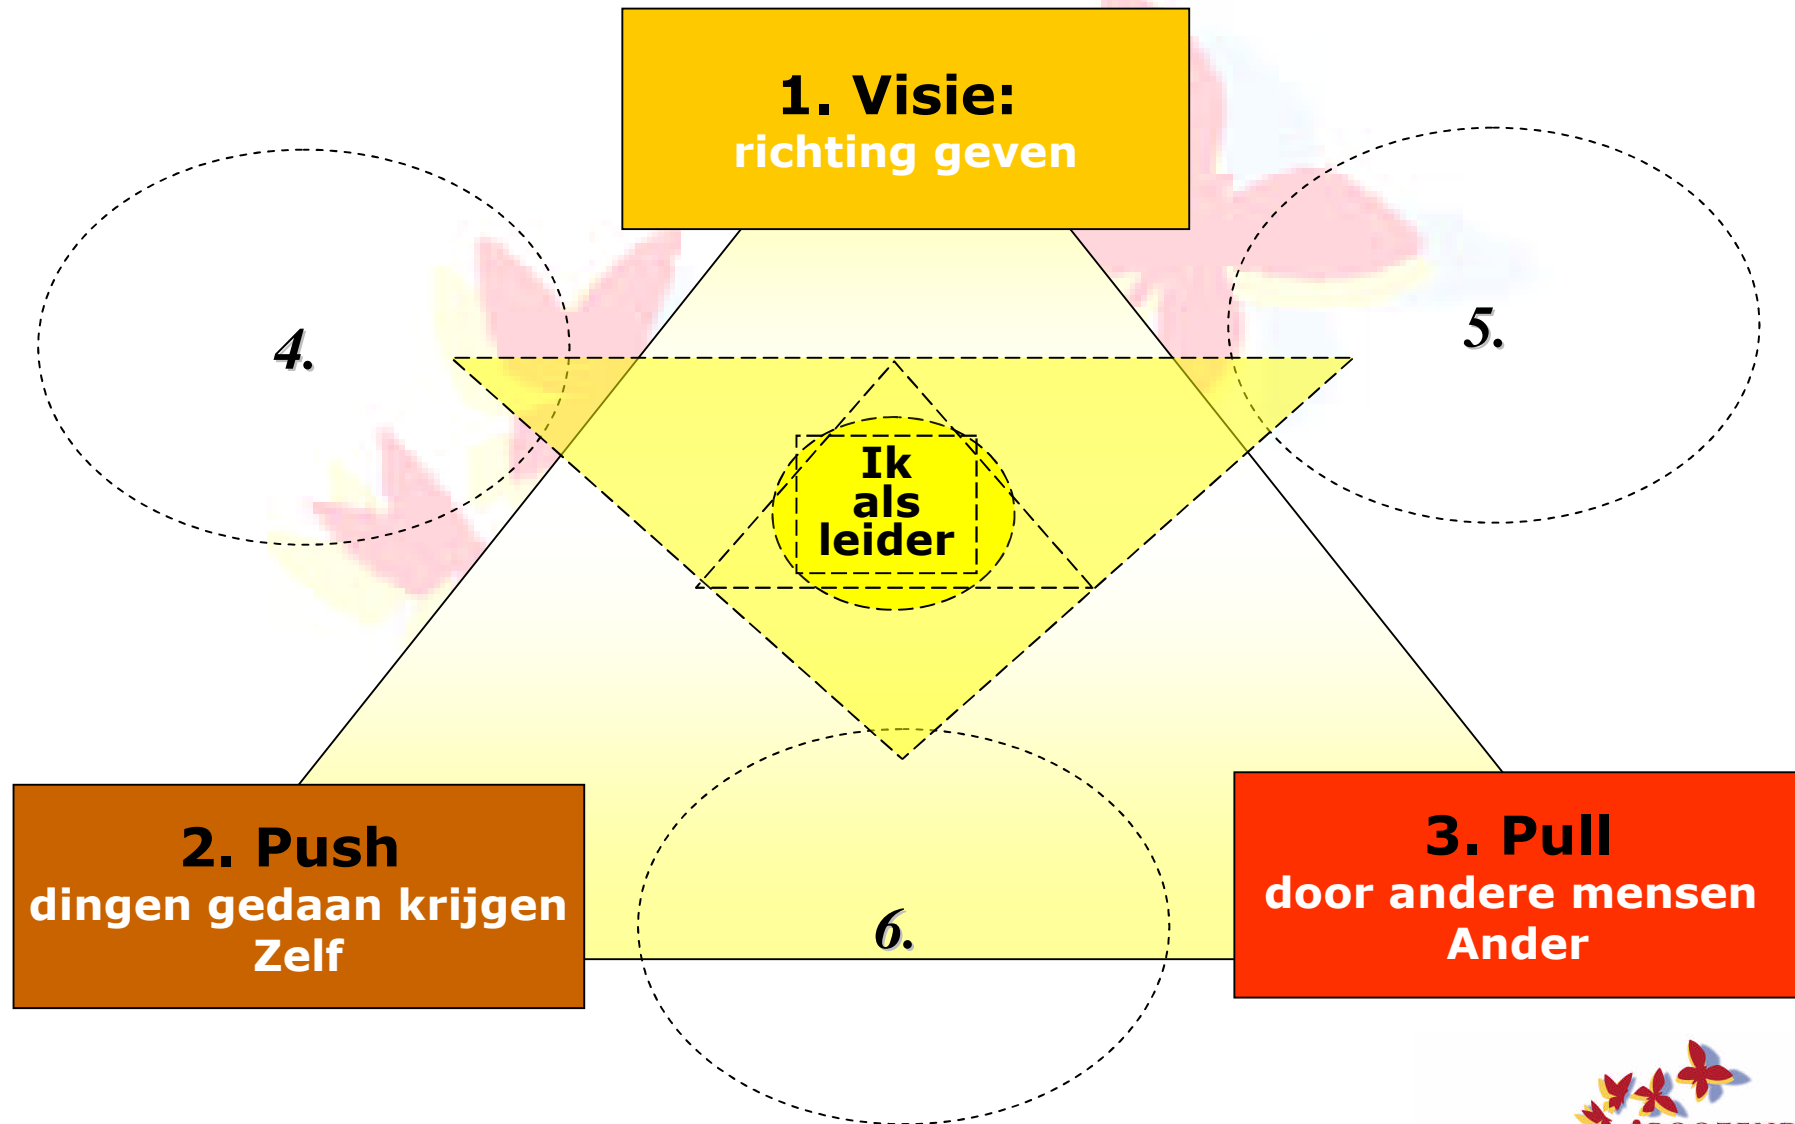 1. Visie:
richting geven
4.
5.
Ik
als
leider
2. Push
dingen gedaan krijgen
Zelf
3. Pull
door andere mensen
Ander
6.